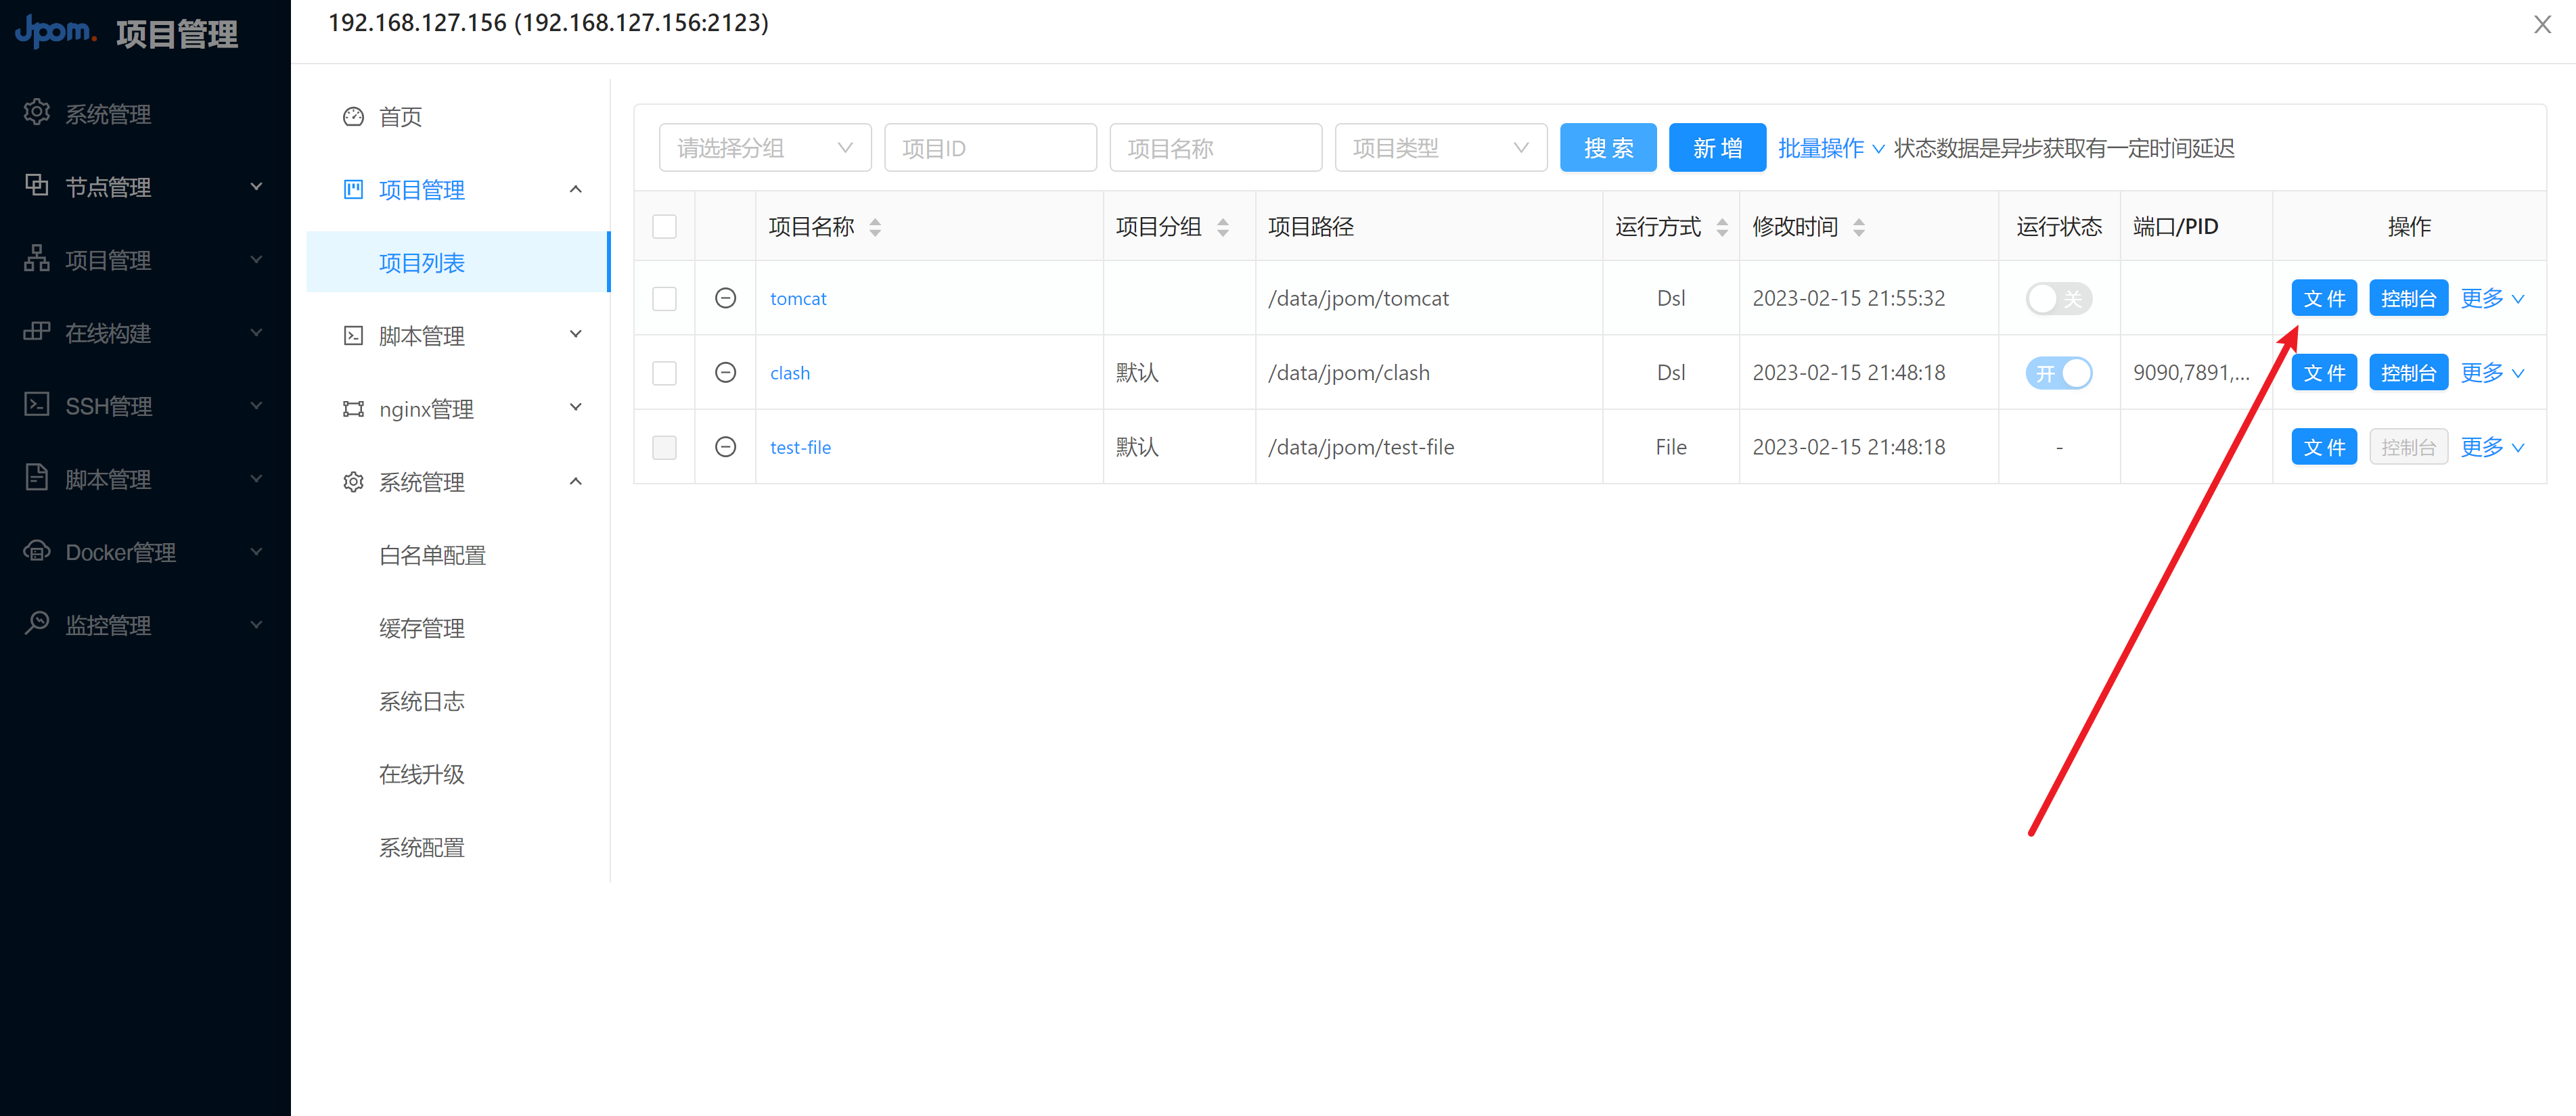 Jpom. 项目管理
系统管理
节点管理
项目管理
在线构建
SSH管理
脚本管理
Docker管理
监控管理
192.168.127.156 (192.168.127.156:2123)
首页
项目管理
项目列表
脚本管理
nginx管理
系统管理
白名单配置
缓存管理
系统日志
在线升级
系统配置
请选择分组 项目ID 项目名称 项目类型 搜 索 新 增 批量操作 状态数据是异步获取有一定时间延迟
项目名称 项目分组 项目路径 运行方式 修改时间 运行状态 端口/PID 操作
tomcat /data/jpom/tomcat Dsl 2023-02-15 21:55:32 关 文 件 控制台 更多
clash 默认 /data/jpom/clash Dsl 2023-02-15 21:48:18 开 9090,7891,... 文 件 控制台 更多
test-file 默认 /data/jpom/test-file File 2023-02-15 21:48:18 - 文 件 控制台 更多